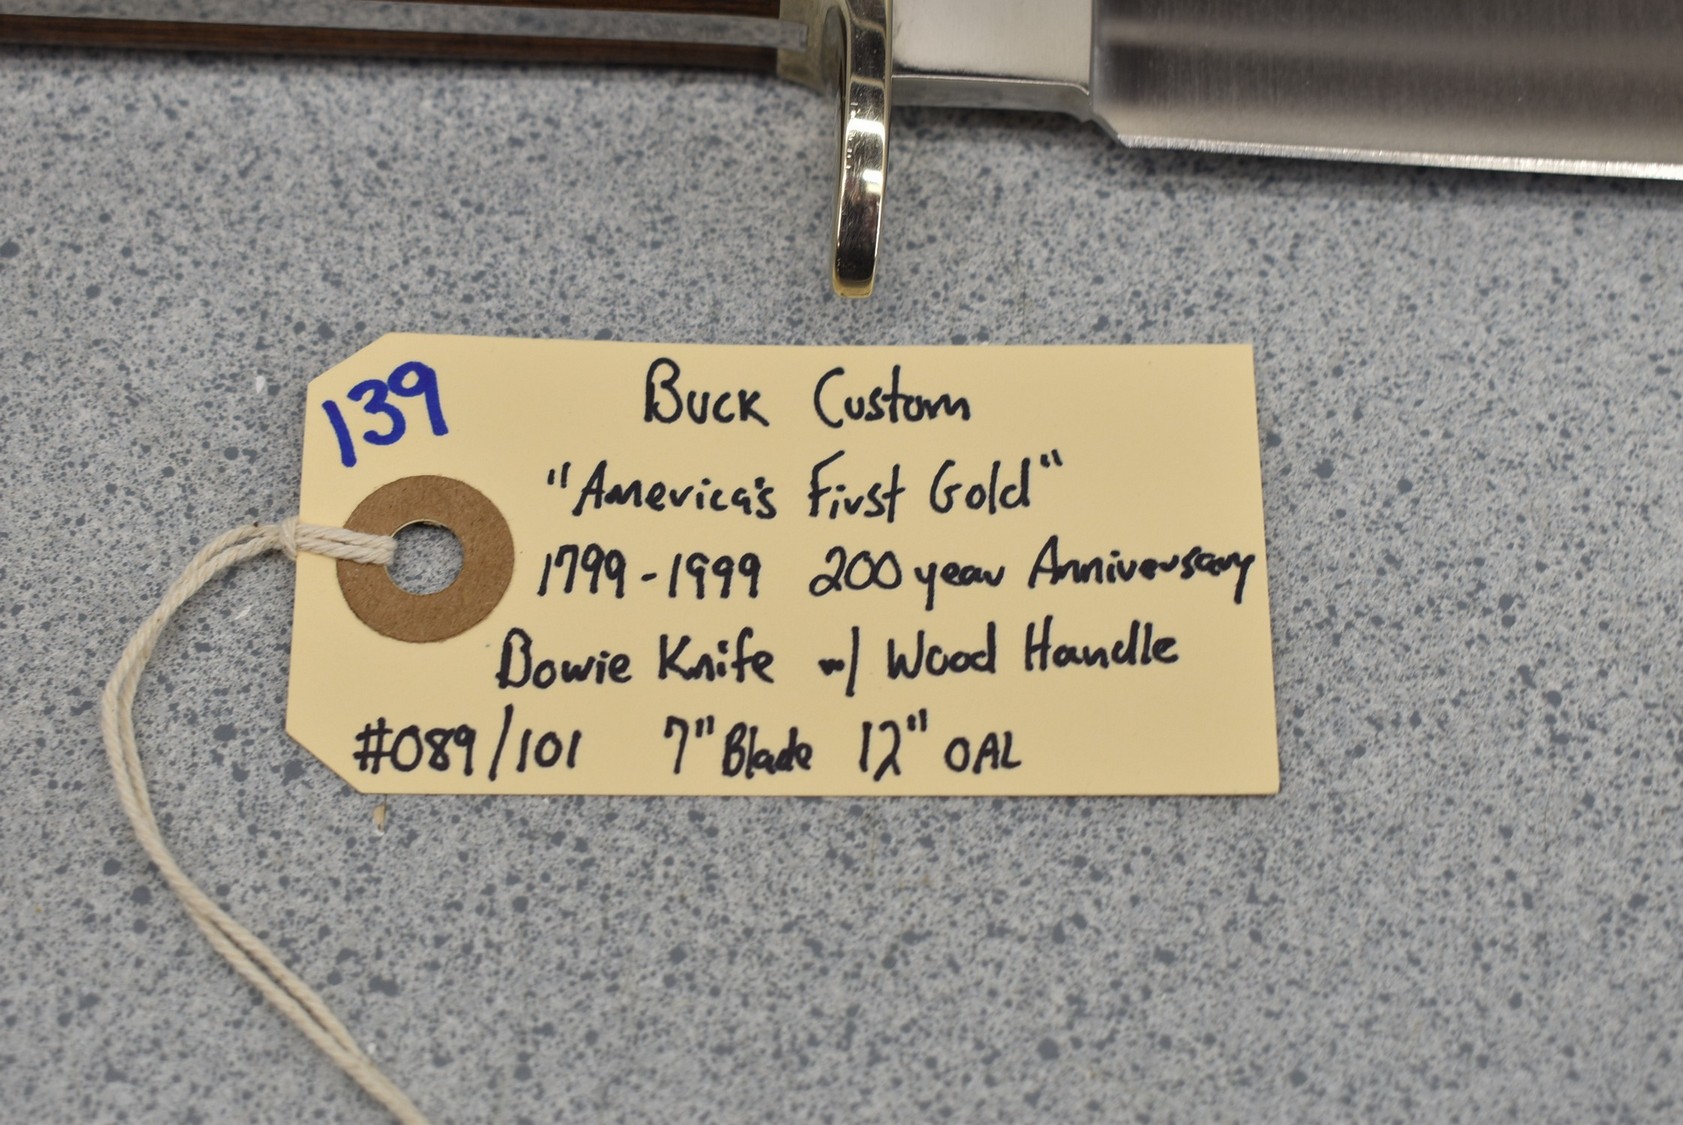 139
Buck Custom
"America's First Gold"
1799-1999 200 year Anniversary
Bowie Knife w/ Wood Handle
#089/101 7" Blade 12" OAL